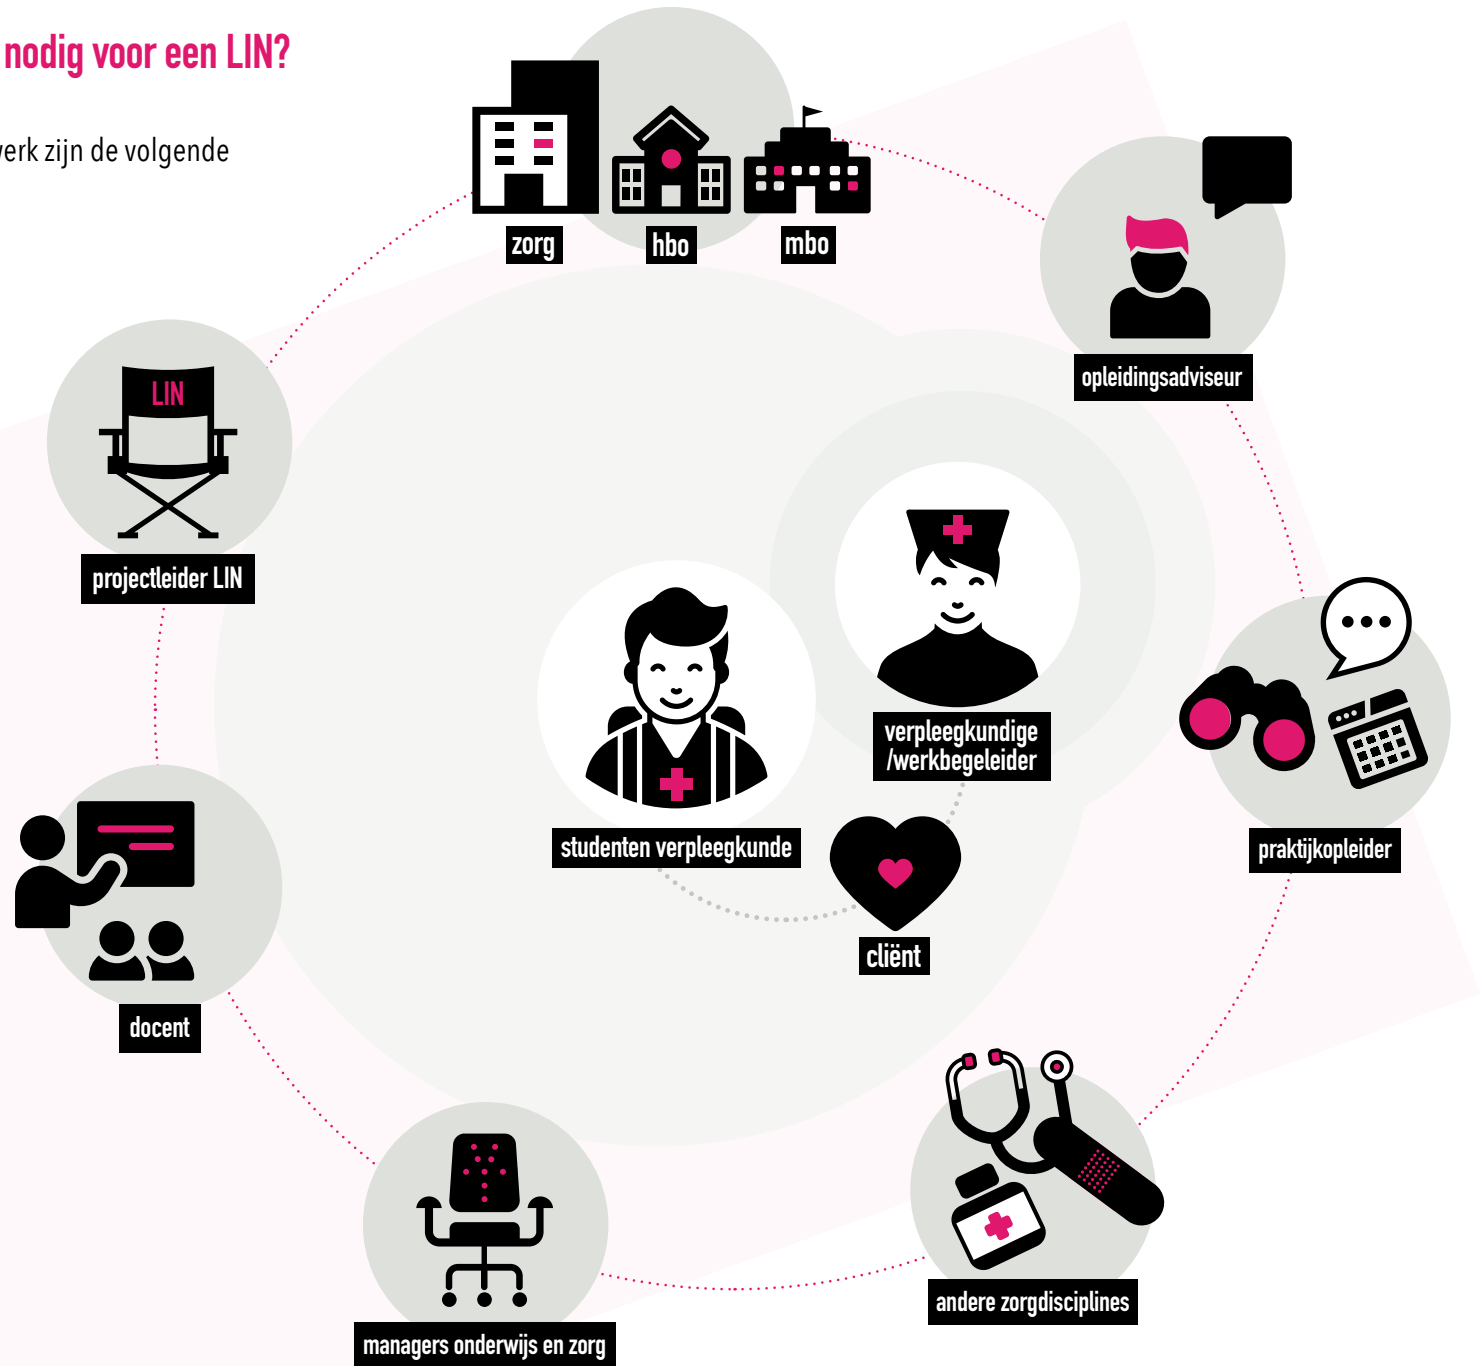 nodig voor een LIN?
werk zijn de volgende
zorg
hbo
mbo
opleidingsadviseur
LIN
projectleider LIN
verpleegkundige
/werkbegeleider
studenten verpleegkunde
praktijkopleider
cliënt
docent
andere zorgdisciplines
managers onderwijs en zorg